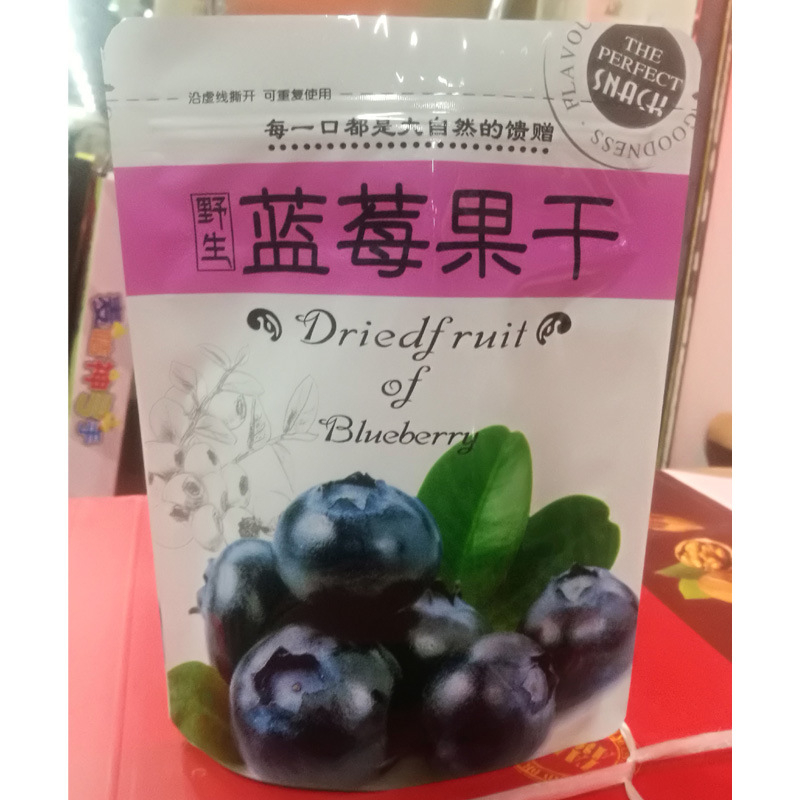 FLAVOU
THE
PERFECT
SNACK
GOODNESS
沿虚线撕开 可重复使用
每一口都是大自然的馈赠
野生
蓝莓果干
Driedfruit
of
Blueberry